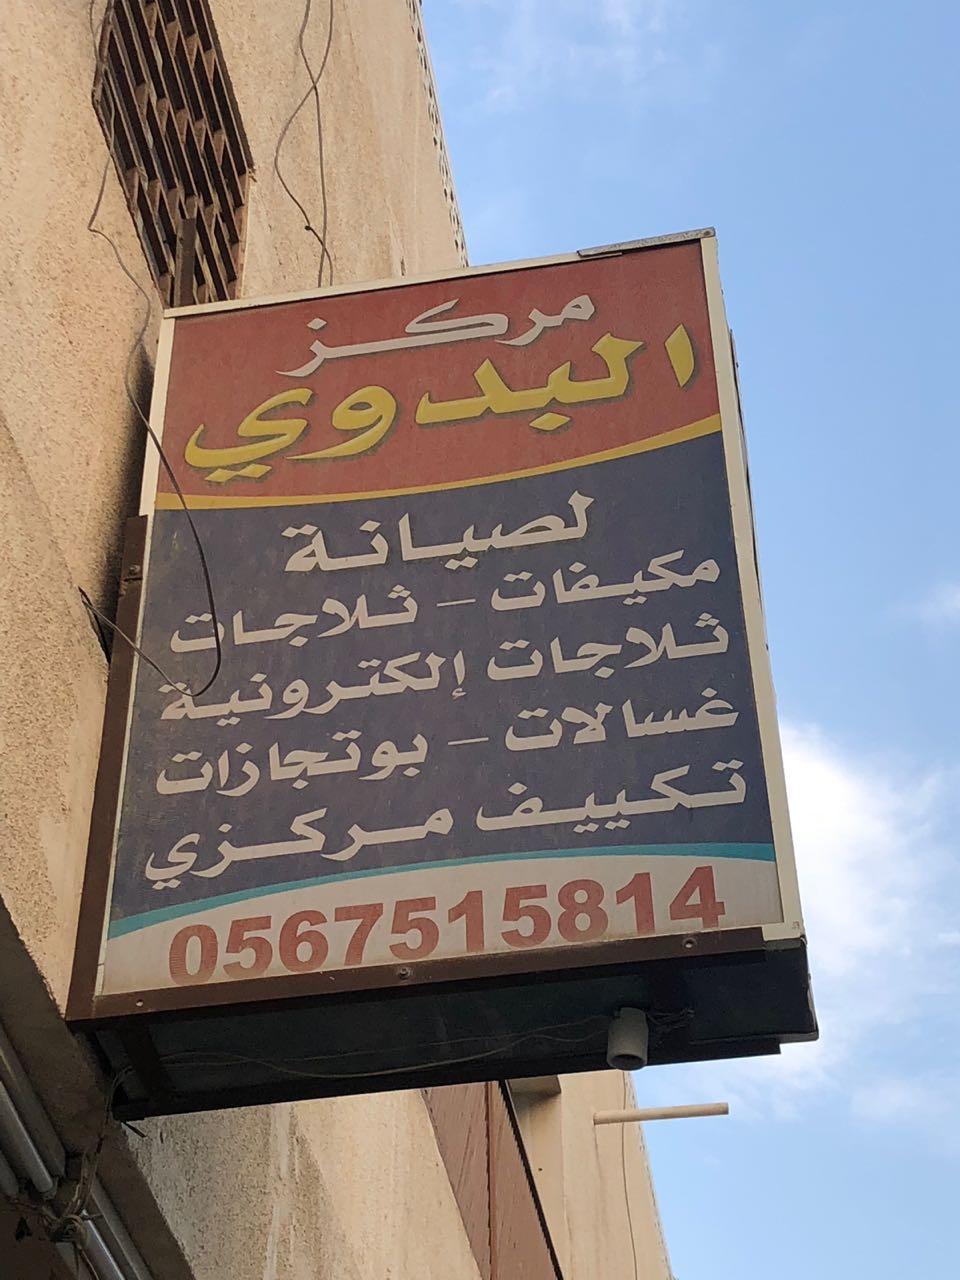 مركز
البدوي
لصيانة
مكيفات - ثلاجات
ثلاجات إلكترونية
غسالات - بوتجازات
تكييف مركزي
0567515814